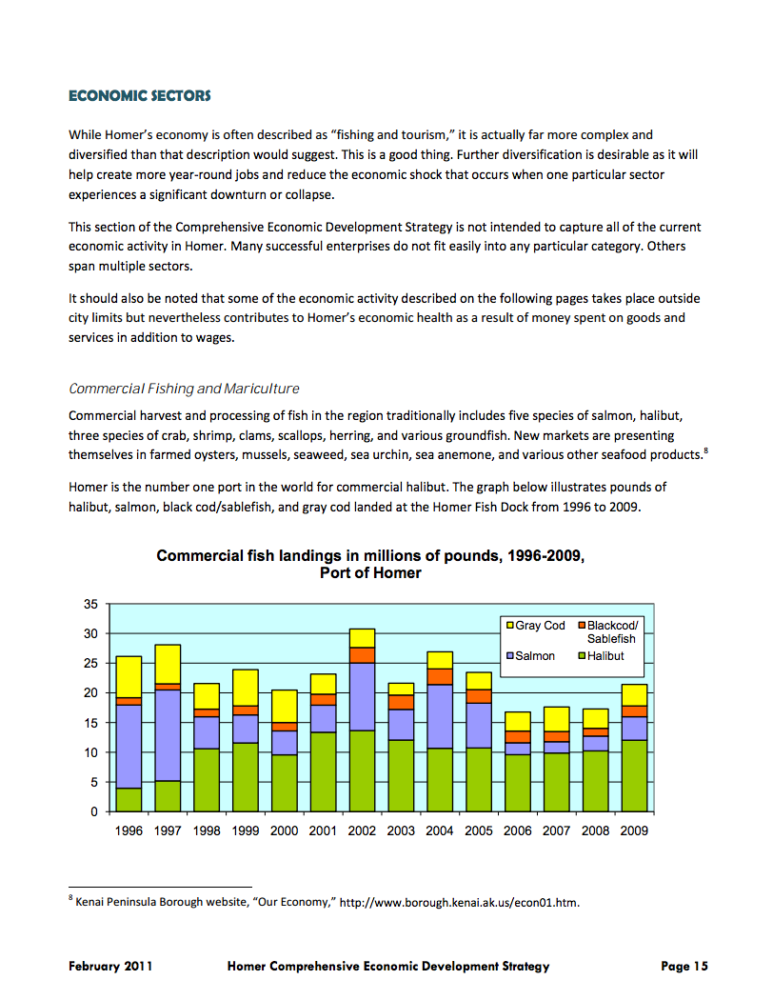 ECONOMIC SECTORS
While Homer’s economy is often described as “fishing and tourism,” it is actually far more complex and
diversified than that description would suggest. This is a good thing. Further diversification is desirable as it will
help create more year-round jobs and reduce the economic shock that occurs when one particular sector
experiences a significant downturn or collapse.
This section of the Comprehensive Economic Development Strategy is not intended to capture all of the current
economic activity in Homer. Many successful enterprises do not fit easily into any particular category. Others
span multiple sectors.
It should also be noted that some of the economic activity described on the following pages takes place outside
city limits but nevertheless contributes to Homer’s economic health as a result of money spent on goods and
services in addition to wages.
Commercial Fishing and Mariculture
Commercial harvest and processing of fish in the region traditionally includes five species of salmon, halibut,
three species of crab, shrimp, clams, scallops, herring, and various groundfish. New markets are presenting
themselves in farmed oysters, mussels, seaweed, sea urchin, sea anemone, and various other seafood products.8
Homer is the number one port in the world for commercial halibut. The graph below illustrates pounds of
halibut, salmon, black cod/sablefish, and gray cod landed at the Homer Fish Dock from 1996 to 2009.
Commercial fish landings in millions of pounds, 1996-2009,
Port of Homer
35
30
25
20
15
10
5
0
Gray Cod Blackcod/
Sablefish
Salmon Halibut
1996 1997 1998 1999 2000 2001 2002 2003 2004 2005 2006 2007 2008 2009
8 Kenai Peninsula Borough website, “Our Economy,” http://www.borough.kenai.ak.us/econ01.htm.
February 2011 Homer Comprehensive Economic Development Strategy Page 15